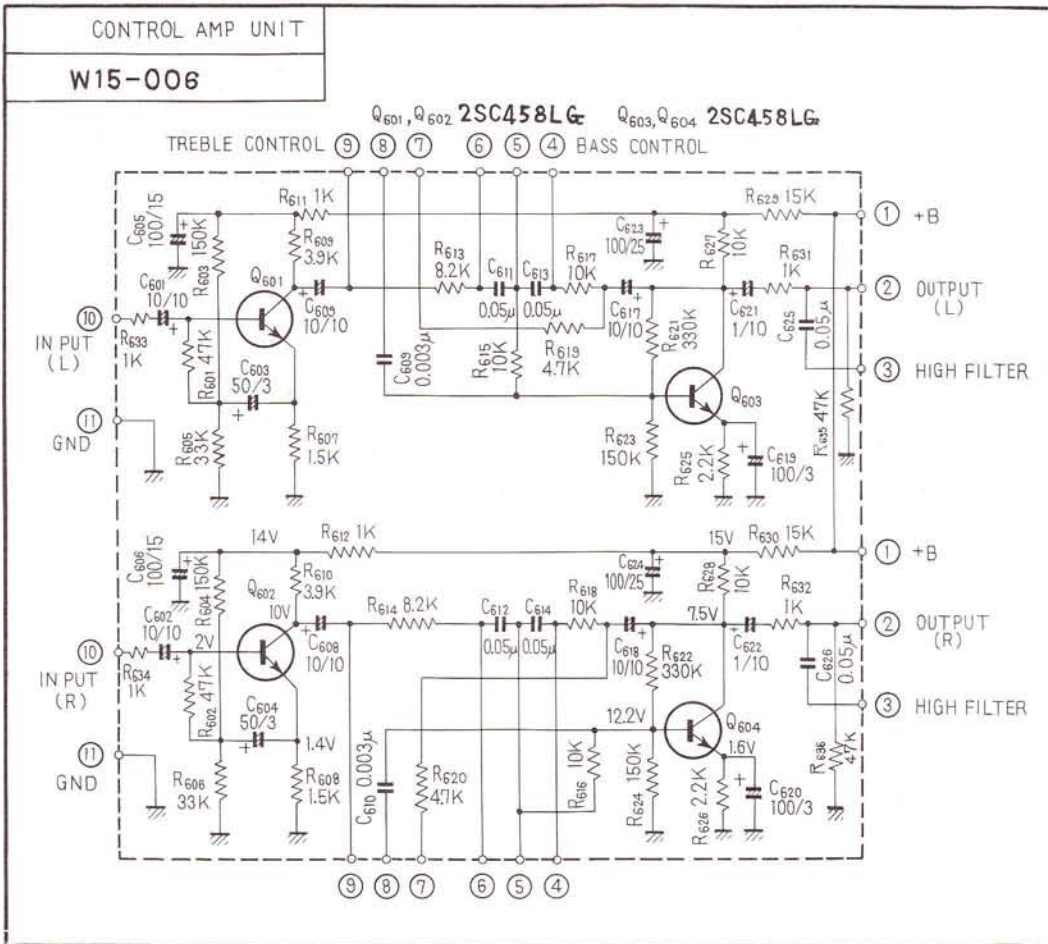 CONTROL AMP UNIT
W15-006
Q601, Q602 2SC458LG Q603, Q604 2SC458LG
TREBLE CONTROL ⑨ ⑧ ⑦ ⑥ ⑤ ④ BASS CONTROL
R611 1K
R629 15K
① +B
C605 100/15
150K R603
R609 3.9K
C623 100/25
R627 10K
R613 8.2K
C611 0.05μ
C613 0.05μ
R617 10K
R631 1K
C601 10/10
Q601
② OUTPUT (L)
⑩ INPUT (L)
R633 1K
C609 10/10
C617 10/10
R621 330K
C621 1/10
C625 0.05μ
R601 47K
C603 50/3
C609 0.003μ
R615 10K
R619 4.7K
③ HIGH FILTER
Q603
⑪ GND
R605 33K
R607 1.5K
R623 150K
R625 2.2K
C619 100/3
R635 47K
14V
R612 1K
15V
R630 15K
① +B
C606 100/15
150K R604
R610 3.9K
C624 100/25
R628 10K
R632 1K
C602 10/10
Q602
10V
R614 8.2K
C612 0.05μ
C614 0.05μ
R618 10K
7.5V
② OUTPUT (R)
2V
⑩ INPUT (R)
R634 1K
C608 10/10
C618 10/10
R622 330K
C622 1/10
C626 0.05μ
R602 47K
C604 50/3
③ HIGH FILTER
12.2V
Q604
1.4V
1.6V
⑪ GND
R606 33K
R608 1.5K
C610 0.003μ
R620 4.7K
R616 10K
R624 150K
R626 2.2K
C620 100/3
R636 47K
⑨ ⑧ ⑦ ⑥ ⑤ ④